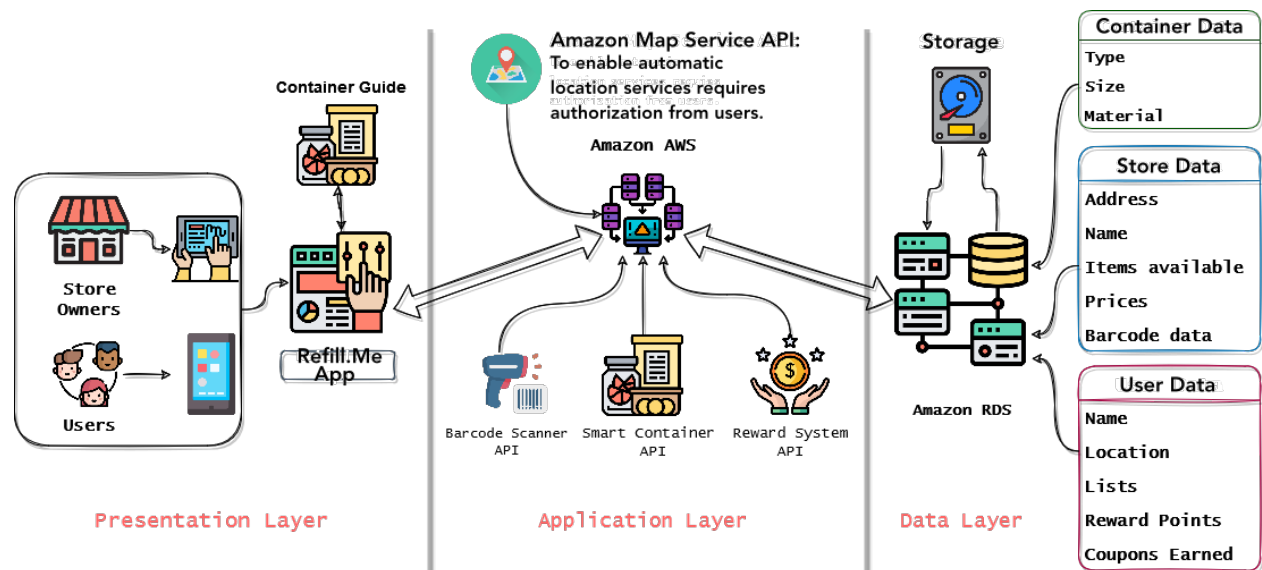 Container Guide
Store
Owners
Users
Refill.Me
App
Presentation Layer
Amazon Map Service API:
To enable automatic
location services requires
authorization from users.
Amazon AWS
Barcode Scanner
API
Smart Container
API
Reward System
API
Application Layer
Storage
Amazon RDS
Data Layer
Container Data
Type
Size
Material
Store Data
Address
Name
Items available
Prices
Barcode data
User Data
Name
Location
Lists
Reward Points
Coupons Earned